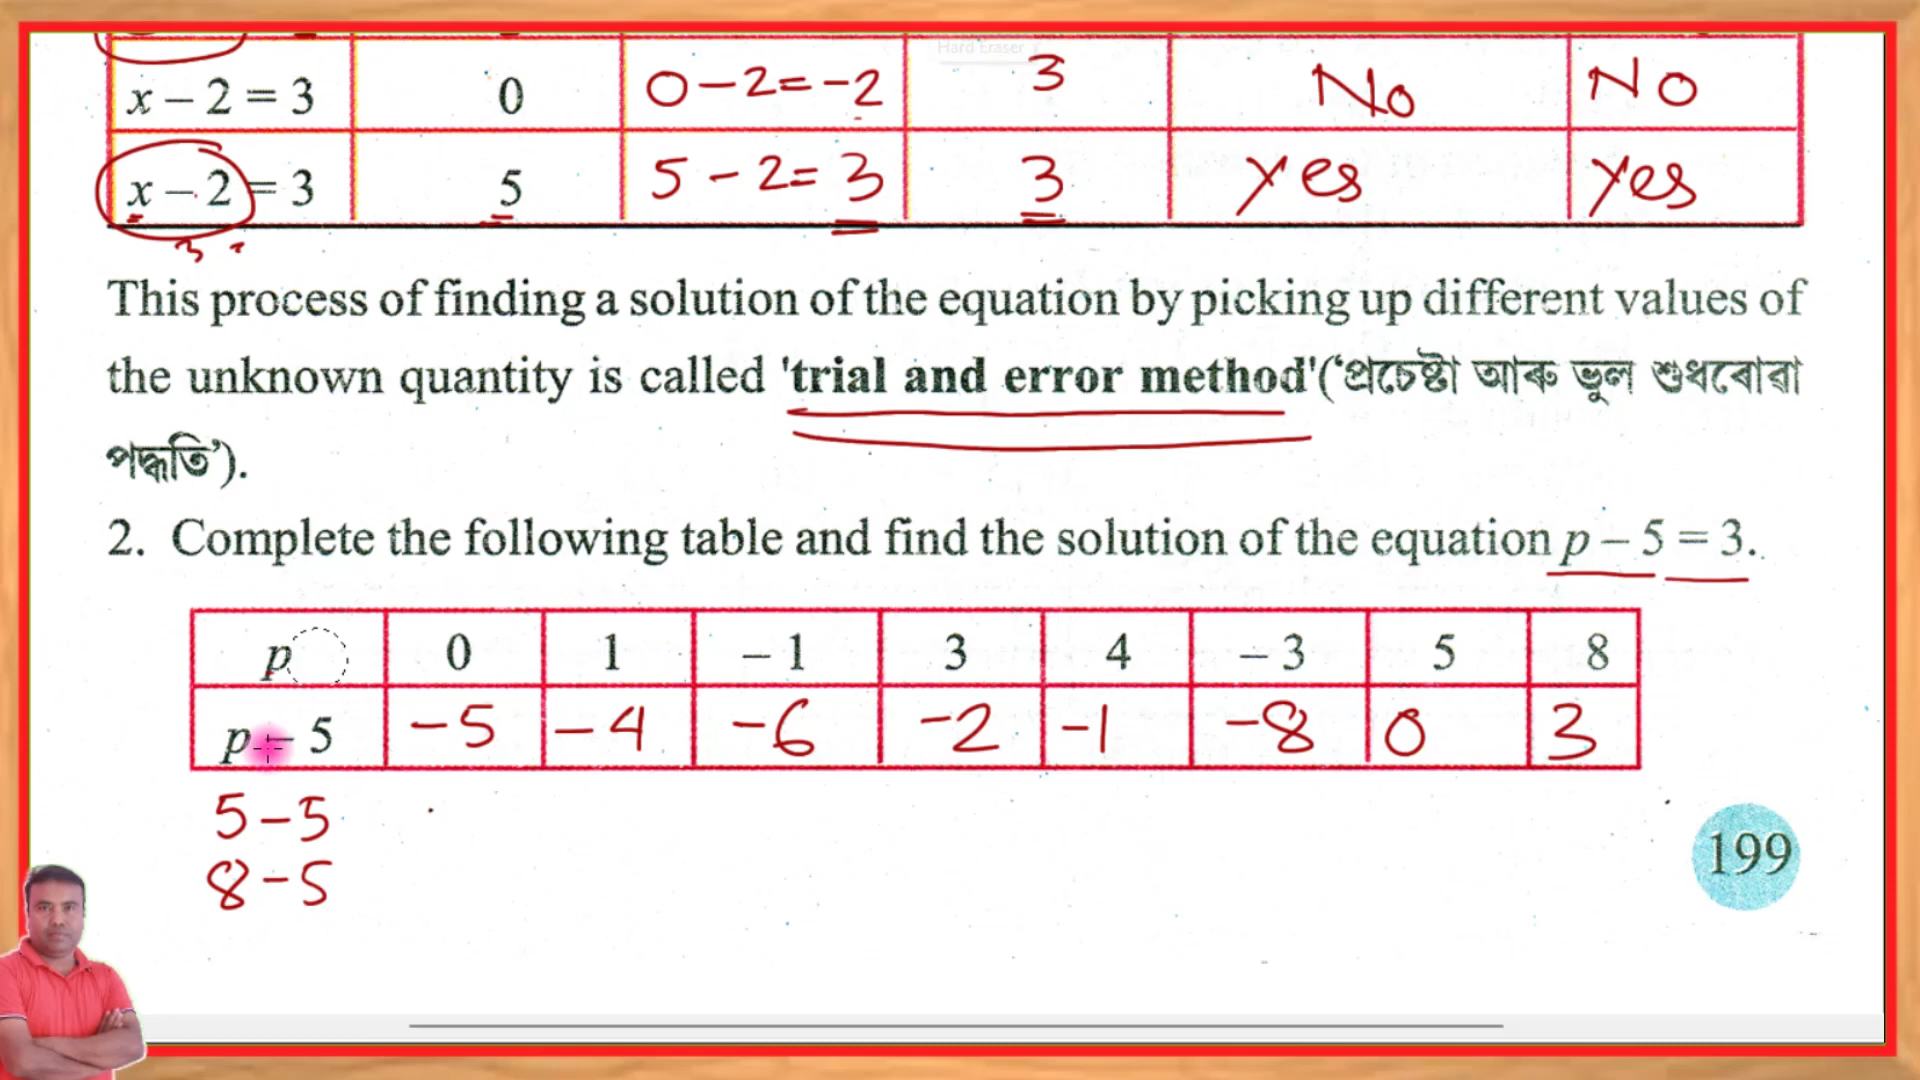 Hard Eraser
x – 2 = 3 0 0 – 2 = -2 3 No No
x – 2 = 3 5 5 - 2 = 3 3 yes yes
3
This process of finding a solution of the equation by picking up different values of
the unknown quantity is called 'trial and error method'('প্ৰচেষ্টা আৰু ভুল শুধৰোৱা
পদ্ধতি').
2. Complete the following table and find the solution of the equation p – 5 = 3.
p 0 1 – 1 3 4 – 3 5 8
p – 5 -5 -4 -6 -2 -1 -8 0 3
5-5
8-5
199